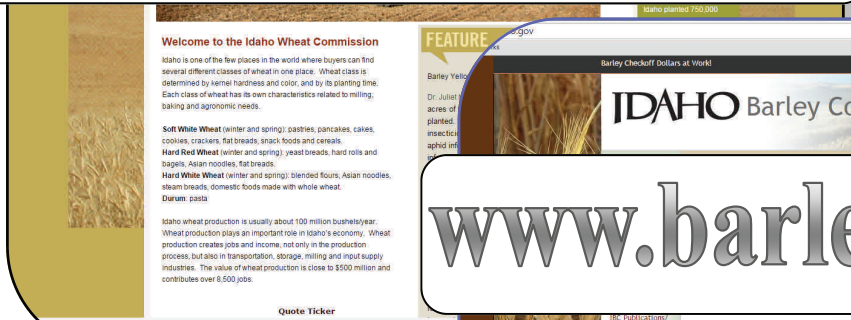 Idaho planted 750,000
Welcome to the Idaho Wheat Commission
Idaho is one of the few places in the world where buyers can find
several different classes of wheat in one place. Wheat class is
determined by kernel hardness and color, and by its planting time.
Each class of wheat has its own characteristics related to milling,
baking and agronomic needs.
Soft White Wheat (winter and spring): pastries, pancakes, cakes,
cookies, crackers, flat breads, snack foods and cereals.
Hard Red Wheat (winter and spring): yeast breads, hard rolls and
bagels, Asian noodles, flat breads.
Hard White Wheat (winter and spring): blended flours, Asian noodles,
steam breads, domestic foods made with whole wheat.
Durum: pasta
Idaho wheat production is usually about 100 million bushels/year.
Wheat production plays an important role in Idaho's economy. Wheat
production creates jobs and income, not only in the production
process, but also in transportation, storage, milling and input supply
industries. The value of wheat production is close to $500 million and
contributes over 8,500 jobs.
Quote Ticker
FEATURE
Barley Yello
Dr. Juliet
acres of
planted.
insectici
aphid inf
.gov
Barley Checkoff Dollars at Work!
IDAHO Barley Co
www.barle
IBC Publications/